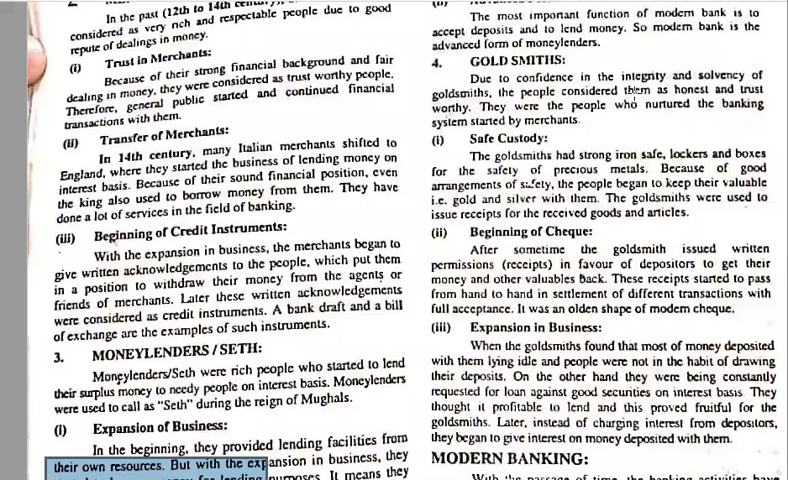 2.
In the past (12th to 14th century),
considered as very rich and respectable people due to good
repute of dealings in money.
(i) Trust in Merchants:
Because of their strong financial background and fair
dealing in money, they were considered as trust worthy people.
Therefore, general public started and continued financial
transactions with them.
(ii) Transfer of Merchants:
In 14th century, many Italian merchants shifted to
England, where they started the business of lending money on
interest basis. Because of their sound financial position, even
the king also used to borrow money from them. They have
done a lot of services in the field of banking.
(iii) Beginning of Credit Instruments:
With the expansion in business, the merchants began to
give written acknowledgements to the people, which put them
in a position to withdraw their money from the agents or
friends of merchants. Later these written acknowledgements
were considered as credit instruments. A bank draft and a bill
of exchange are the examples of such instruments.
3. MONEYLENDERS / SETH:
Moneylenders/Seth were rich people who started to lend
their surplus money to needy people on interest basis. Moneylenders
were used to call as “Seth” during the reign of Mughals.
(i) Expansion of Business:
In the beginning, they provided lending facilities from
their own resources. But with the expansion in business, they
for lending purposes. It means they
(ii)
The most important function of modern bank is to
accept deposits and to lend money. So modern bank is the
advanced form of moneylenders.
4. GOLD SMITHS:
Due to confidence in the integrity and solvency of
goldsmiths, the people considered them as honest and trust
worthy. They were the people who nurtured the banking
system started by merchants.
(i) Safe Custody:
The goldsmiths had strong iron safe, lockers and boxes
for the safety of precious metals. Because of good
arrangements of safety, the people began to keep their valuable
i.e. gold and silver with them. The goldsmiths were used to
issue receipts for the received goods and articles.
(ii) Beginning of Cheque:
After sometime the goldsmith issued written
permissions (receipts) in favour of depositors to get their
money and other valuables back. These receipts started to pass
from hand to hand in settlement of different transactions with
full acceptance. It was an olden shape of modern cheque.
(iii) Expansion in Business:
When the goldsmiths found that most of money deposited
with them lying idle and people were not in the habit of drawing
their deposits. On the other hand they were being constantly
requested for loan against good securities on interest basis. They
thought it profitable to lend and this proved fruitful for the
goldsmiths. Later, instead of charging interest from depositors,
they began to give interest on money deposited with them.
MODERN BANKING:
With the passage of time, the banking activities have